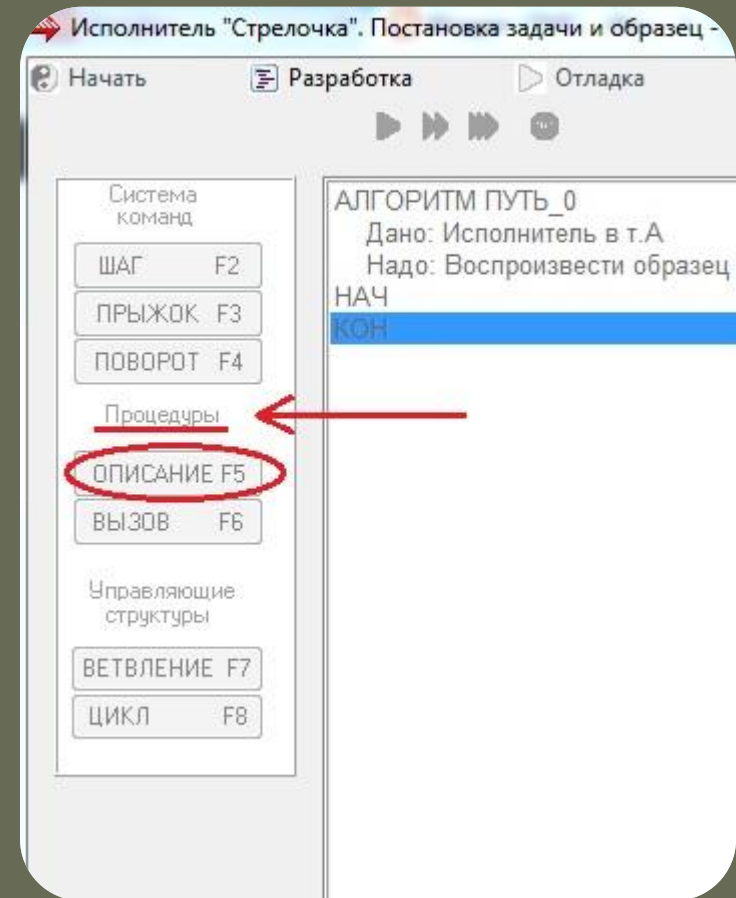 Исполнитель "Стрелочка". Постановка задачи и образец -
Начать Разработка Отладка
Система
команд
ШАГ F2
ПРЫЖОК F3
ПОВОРОТ F4
Процедуры
ОПИСАНИЕ F5
ВЫЗОВ F6
Управляющие
структуры
ВЕТВЛЕНИЕ F7
ЦИКЛ F8
АЛГОРИТМ ПУТЬ_0
Дано: Исполнитель в т.А
Надо: Воспроизвести образец
НАЧ
КОН